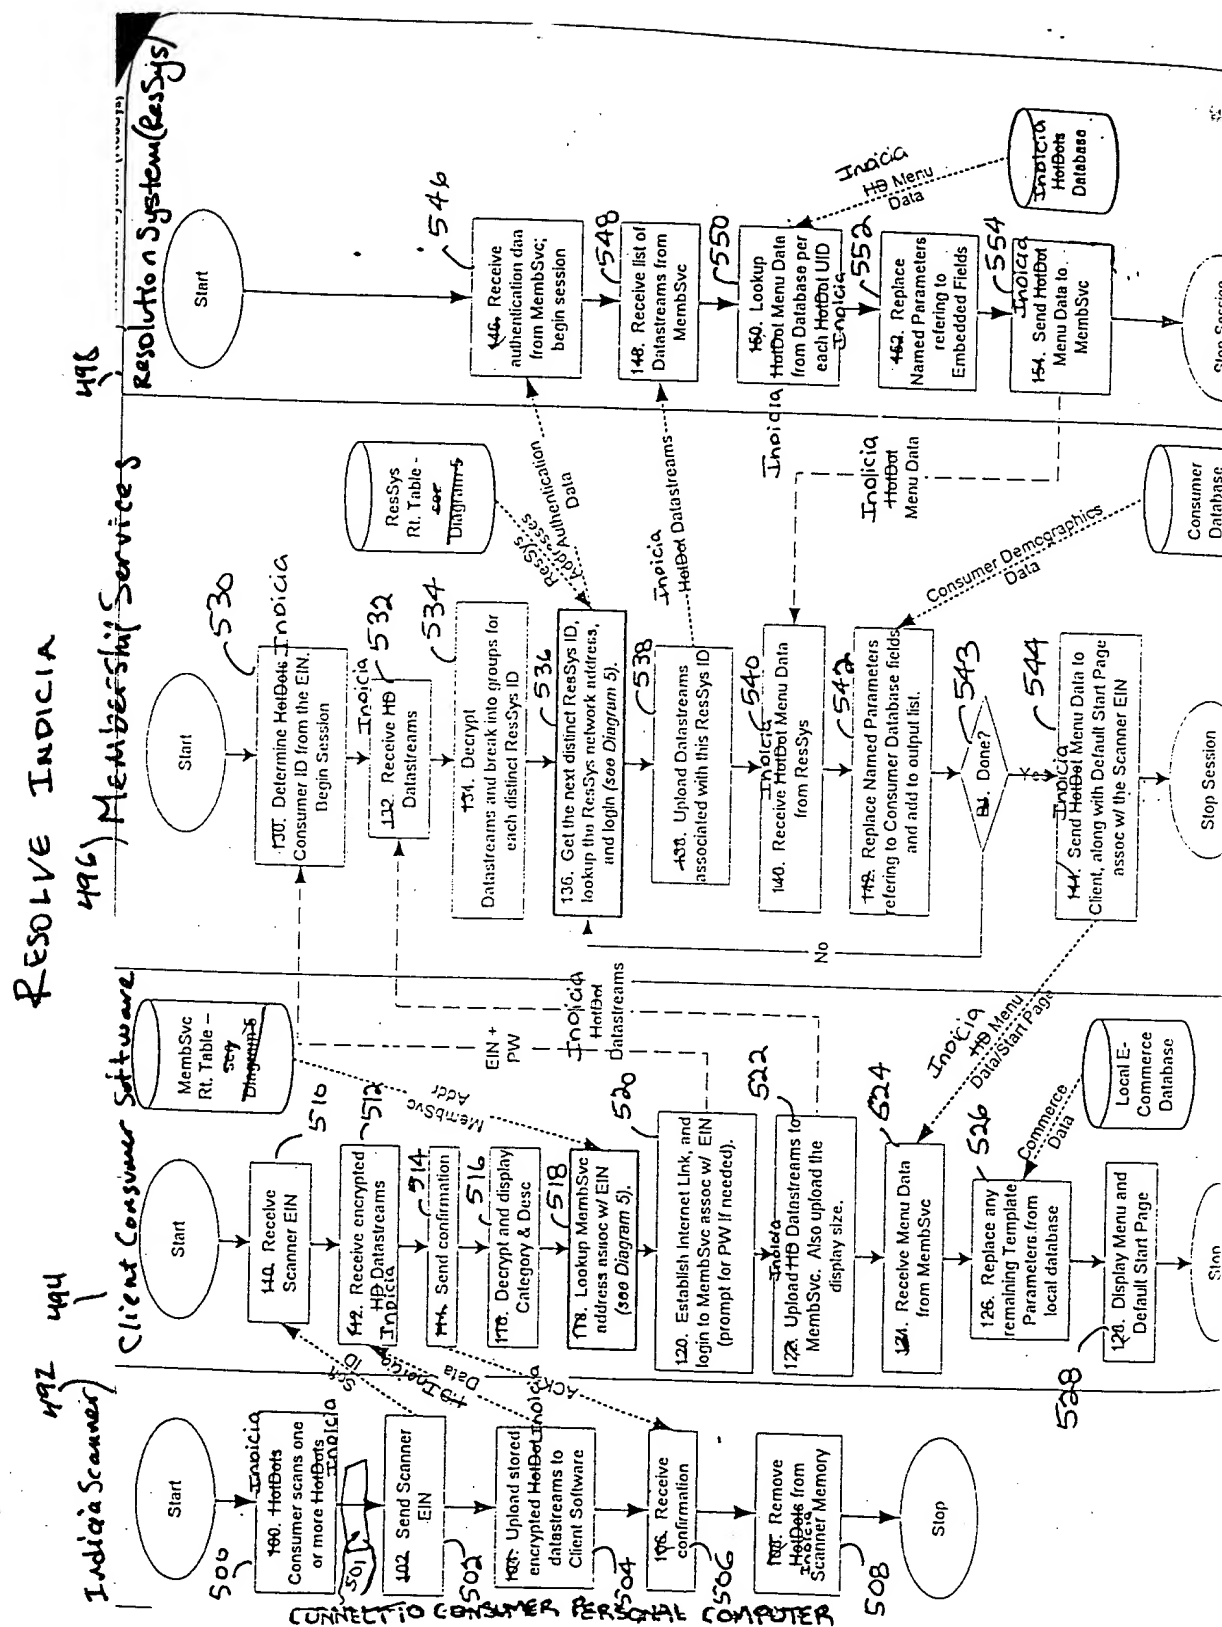 RESOLVE INDICIA
492
Indicia Scanner
Start
500
Indicia
100. HotDots
Consumer scans one
or more HotDots
Indicia
501
CONNECT TO CONSUMER PERSONAL COMPUTER
102. Send Scanner
EIN
502
104. Upload stored
encrypted HotDot Indicia
datastreams to
Client Software
504
106. Receive
confirmation
506
108. Remove
HotDots from
Indicia
Scanner Memory
508
Stop
494
Client Consumer Software
Start
MembSvc
Rt. Table –
see
Diagram 5
510
110. Receive
Scanner EIN
ID
512
112. Receive encrypted
HD Datastreams
Indicia
HD Indicia
Data
514
114. Send confirmation
ACK
516
116. Decrypt and display
Category & Desc
MembSvc
Addr
518
118. Lookup MembSvc
address assoc w/ EIN
(see Diagram 5).
520
120. Establish Internet Link, and
login to MembSvc assoc w/ EIN
(prompt for PW if needed).
EIN +
PW
522
Indicia
122. Upload HD Datastreams to
MembSvc. Also upload the
display size.
Indicia
HotDot
Datastreams
524
124. Receive Menu Data
from MembSvc
Indicia
HD Menu
Data/Start Page
526
126. Replace any
remaining Template
Parameters from
local database
Commerce
Data
Local E-
Commerce
Database
528
128. Display Menu and
Default Start Page
Stop
496
Membership Services
Start
530
130. Determine HotDots Indicia
Consumer ID from the EIN.
Begin Session
532
Indicia
132. Receive HD
Datastreams
534
134. Decrypt
Datastreams and break into groups for
each distinct ResSys ID
ResSys
Rt. Table -
see
Diagram 5
ResSys
Addresses
Authentication
Data
536
136. Get the next distinct ResSys ID,
lookup the ResSys network address,
and login (see Diagram 5).
538
138. Upload Datastreams
associated with this ResSys ID
Indicia
HotDot Datastreams
540
Indicia
140. Receive HotDot Menu Data
from ResSys
Indicia
HotDot
Menu Data
542
142. Replace Named Parameters
refering to Consumer Database fields
and add to output list.
Consumer Demographics
Data
Consumer
Database
543
Done?
No
544
Indicia
144. Send HotDot Menu Data to
Client, along with Default Start Page
assoc w/ the Scanner EIN
Stop Session
498
Resolution System (ResSys)
Start
546
146. Receive
authentication daa
from MembSvc;
begin session
548
148. Receive list of
Datastreams from
MembSvc
550
150. Lookup
Indicia HotDot Menu Data
from Database per
each HotDot UID
Indicia
Indicia
HD Menu
Data
Indicia
HotDots
Database
552
152. Replace
Named Parameters
refering to
Embedded Fields
554
Indicia
154. Send HotDot
Menu Data to
MembSvc
Stop Session